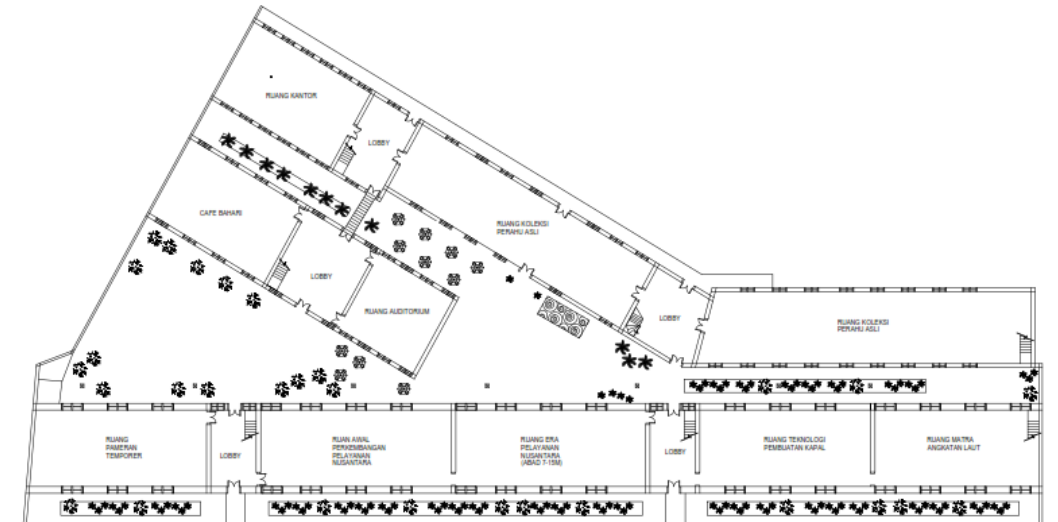 RUANG KANTOR
LOBBY
CAFE BAHARI
RUANG KOLEKSI
PERAHU ASLI
LOBBY
RUANG AUDITORIUM
LOBBY
RUANG KOLEKSI
PERAHU ASLI
RUANG
PAMERAN
TEMPORER
LOBBY
RUAN AWAL
PERKEMBANGAN
PELAYANAN
NUSANTARA
RUANG ERA
PELAYANAN
NUSANTARA
(ABAD 7-15M)
LOBBY
RUANG TEKNOLOGI
PEMBUATAN KAPAL
RUANG MATRA
ANGKATAN LAUT